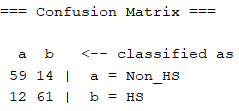 === Confusion Matrix ===
a b <-- classified as
59 14 | a = Non_HS
12 61 | b = HS